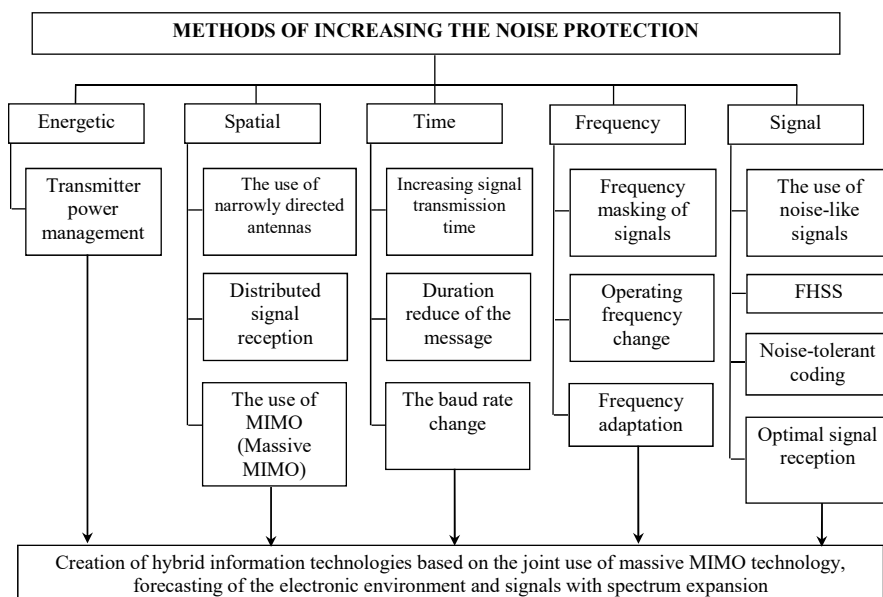 METHODS OF INCREASING THE NOISE PROTECTION
Energetic
Spatial
Time
Frequency
Signal
Transmitter
power
management
The use of
narrowly directed
antennas
Distributed
signal
reception
The use of
MIMO
(Massive
MIMO)
Increasing signal
transmission
time
Duration
reduce of the
message
The baud rate
change
Frequency
masking of
signals
Operating
frequency
change
Frequency
adaptation
The use of
noise-like
signals
FHSS
Noise-tolerant
coding
Optimal signal
reception
Creation of hybrid information technologies based on the joint use of massive MIMO technology,
forecasting of the electronic environment and signals with spectrum expansion